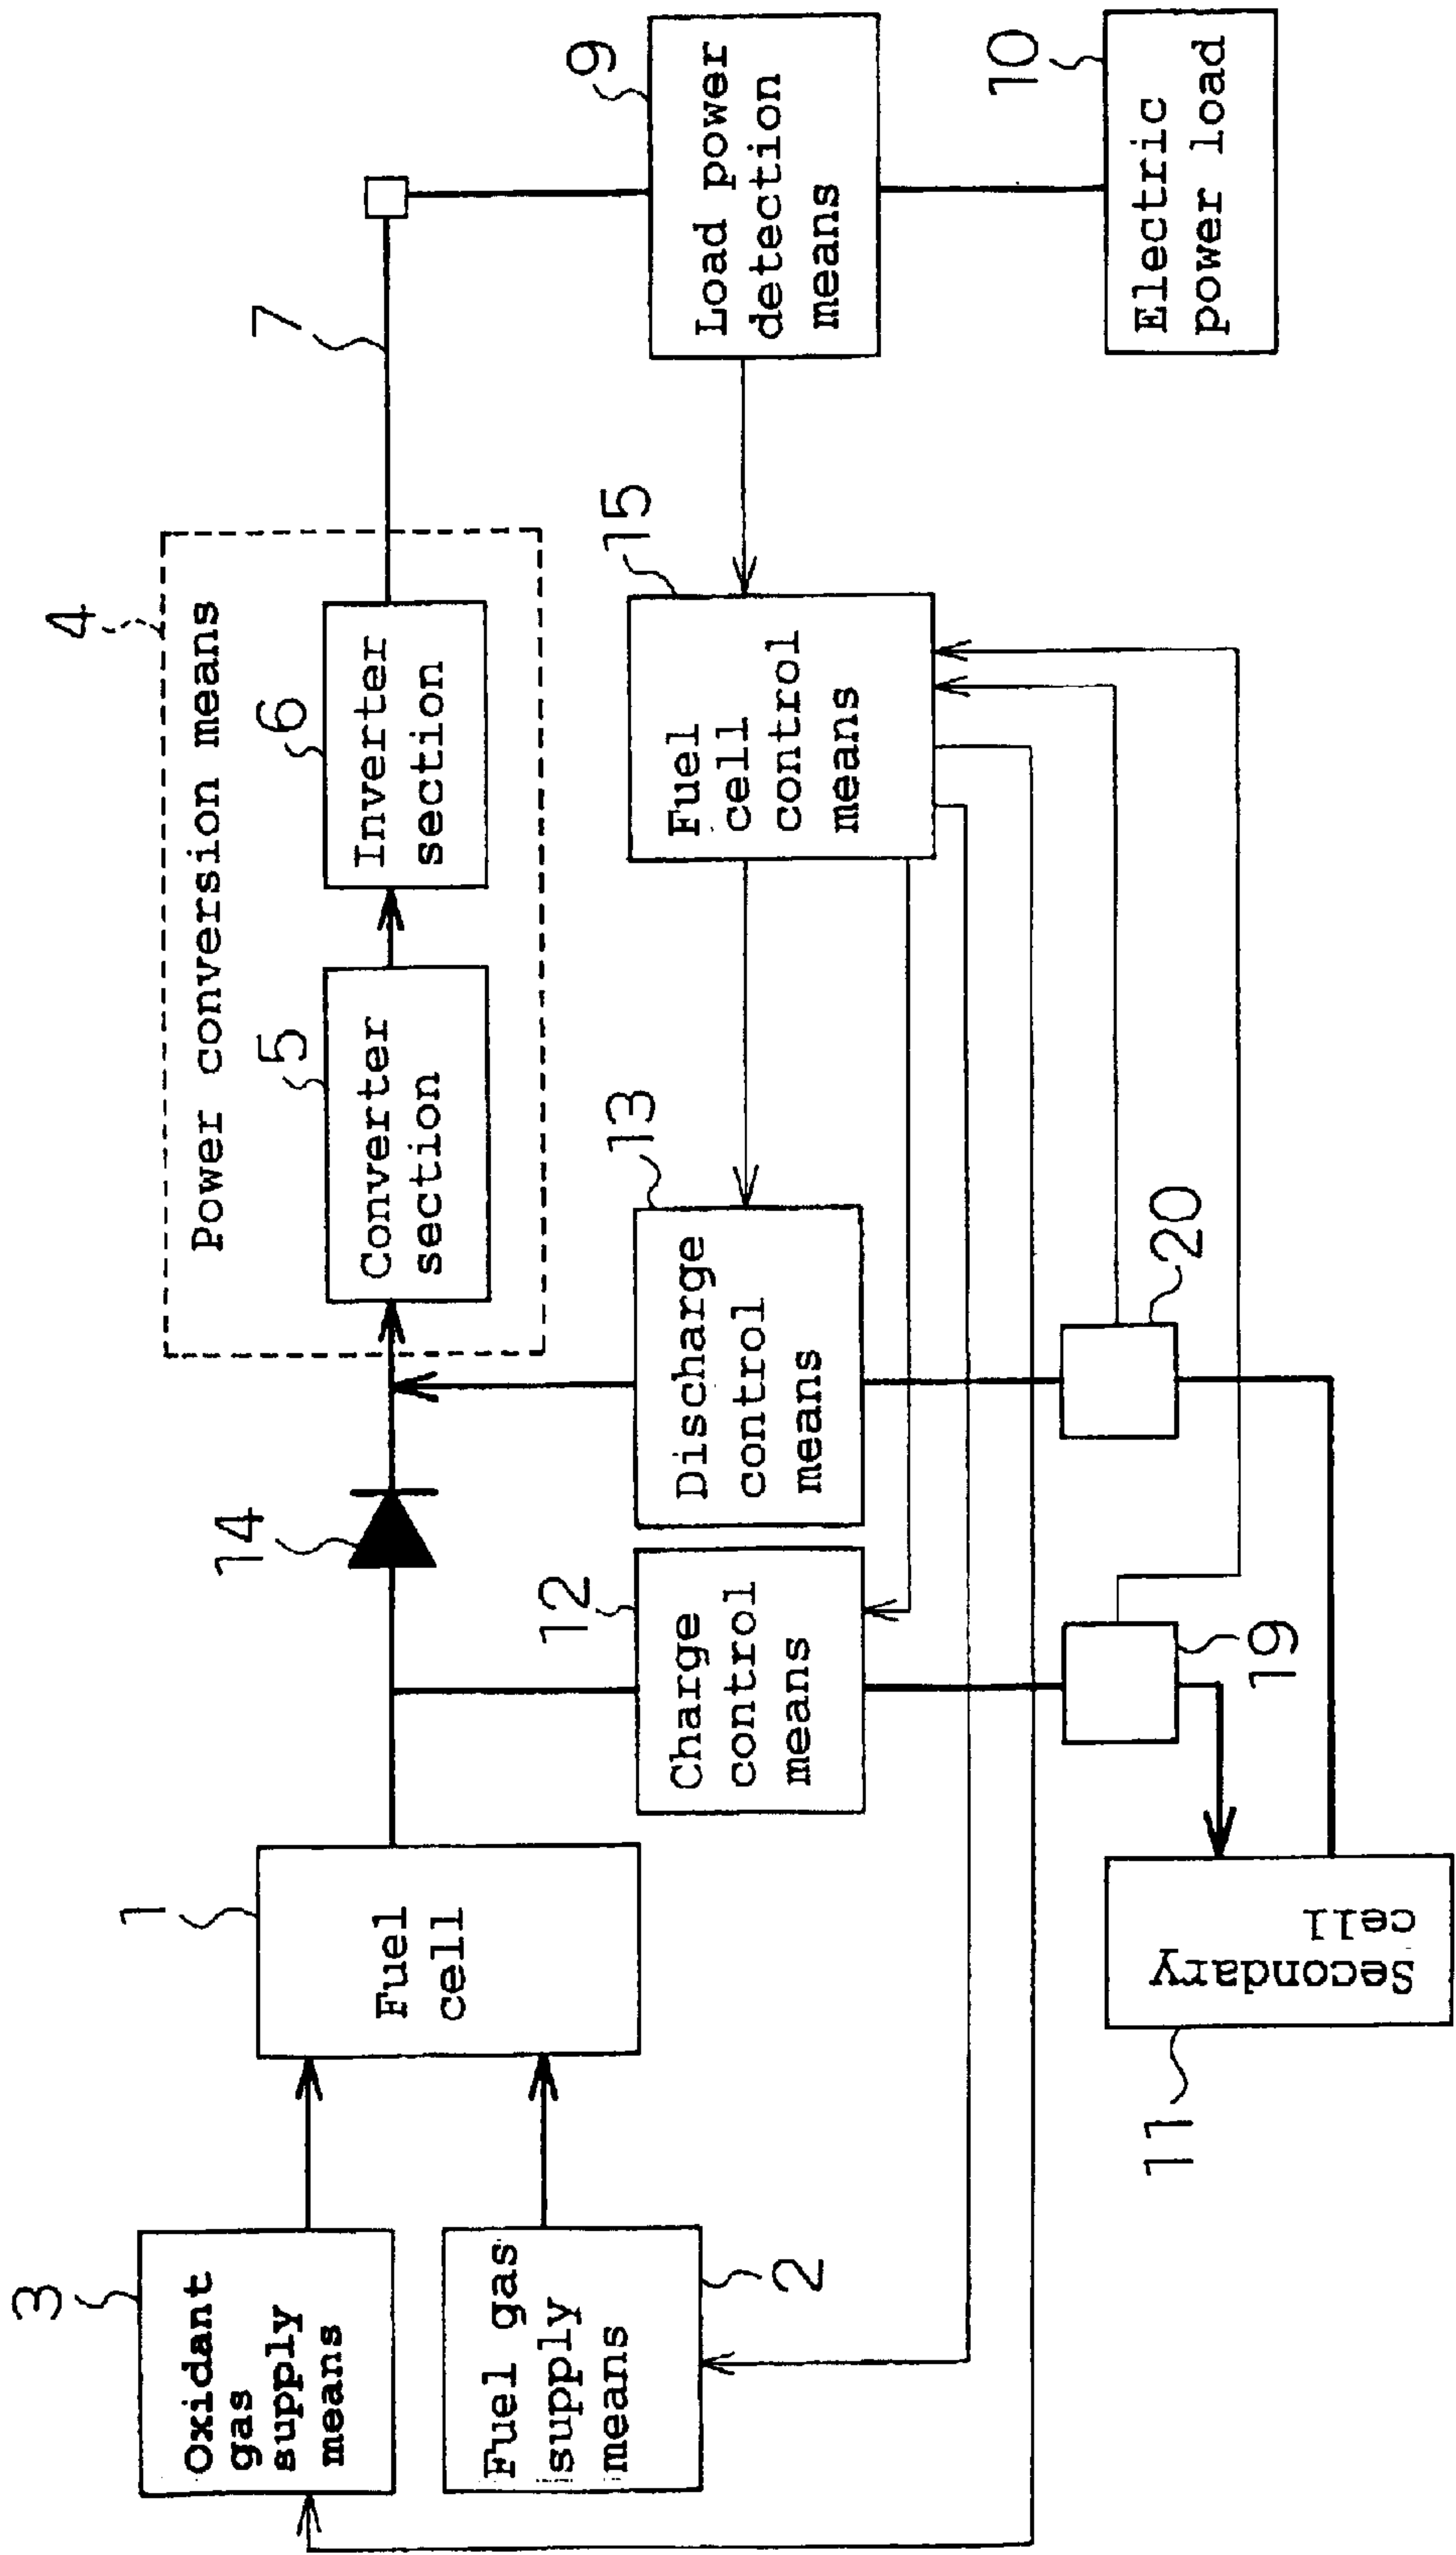 4
Power conversion means
3
Oxidant
gas
supply
means
1
Fuel
cell
14
5
Converter
section
6
Inverter
section
7
Fuel gas
supply
means
2
12
Charge
control
means
13
Discharge
control
means
15
Fuel
cell
control
means
9
Load power
detection
means
11
Secondary
cell
19
20
10
Electric
power load